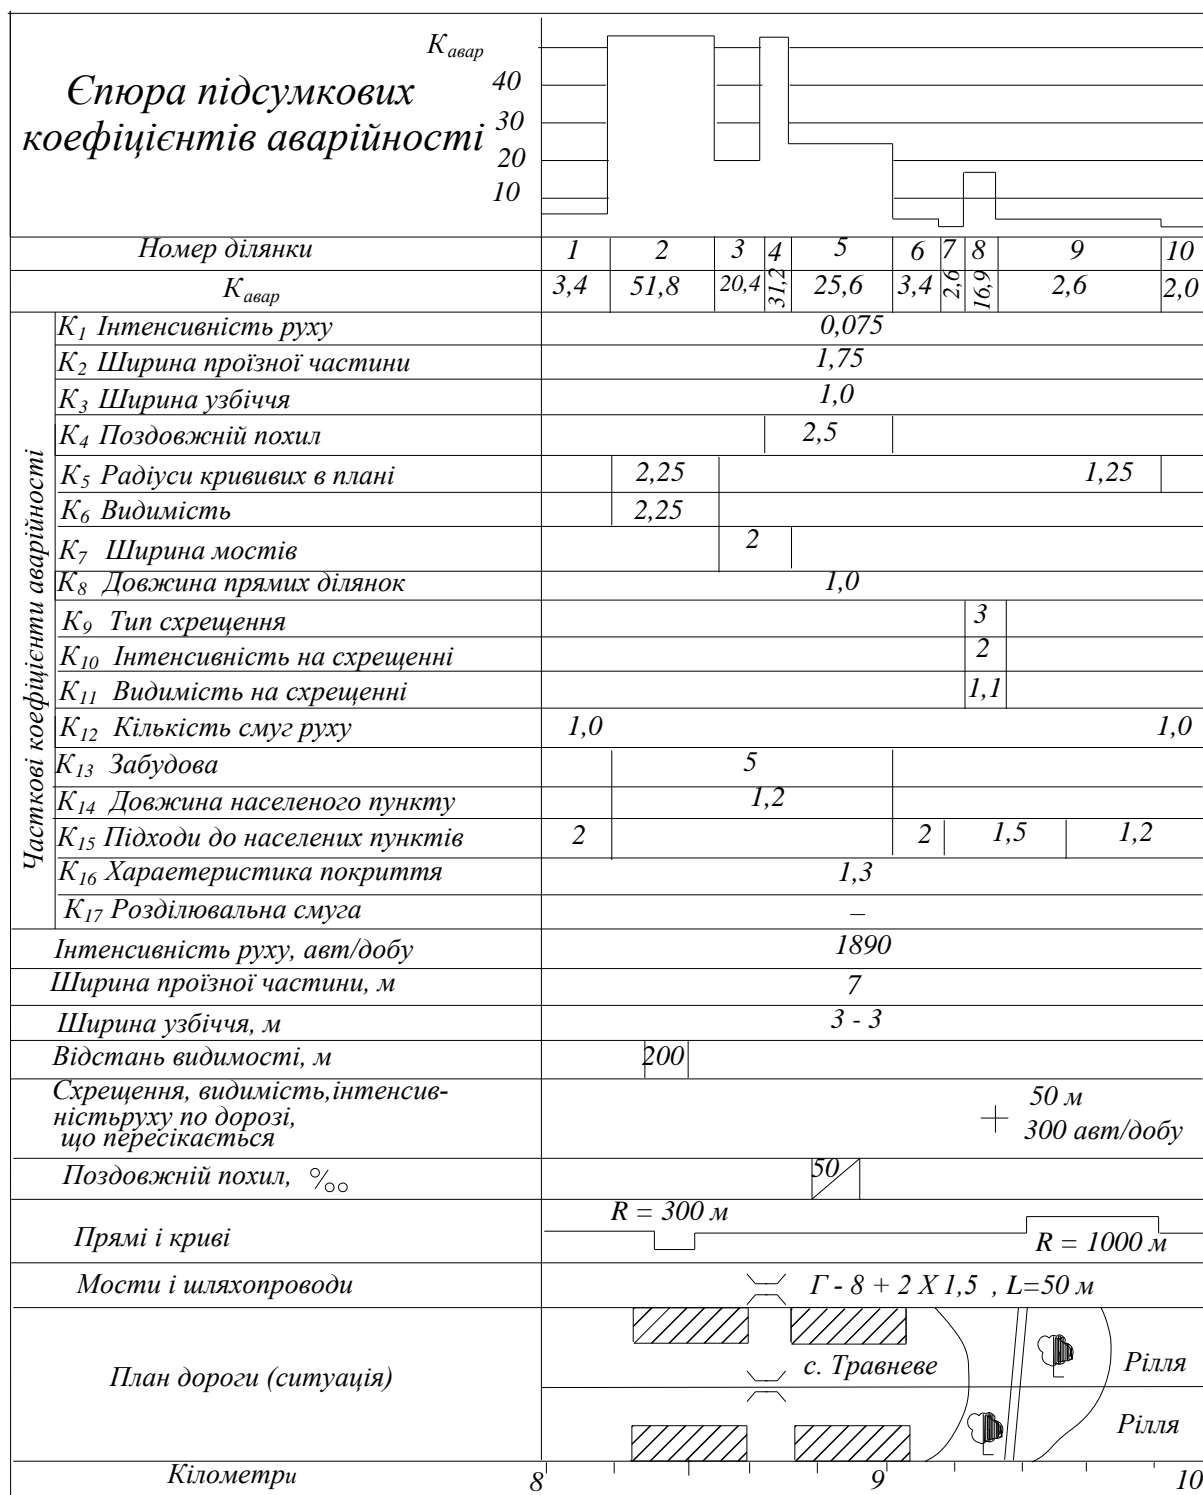 Kавар
Єпюра підсумкових
коефіцієнтів аварійності
40
30
20
10
Номер ділянки 1 2 3 4 5 6 7 8 9 10
Kавар 3,4 51,8 20,4 31,2 25,6 3,4 2,6 16,9 2,6 2,0
Часткові коефіцієнти аварійності
K1 Інтенсивність руху 0,075
K2 Ширина проїзної частини 1,75
K3 Ширина узбіччя 1,0
K4 Поздовжній похил 2,5
K5 Радіуси крививих в плані 2,25 1,25
K6 Видимість 2,25
K7 Ширина мостів 2
K8 Довжина прямих ділянок 1,0
K9 Тип схрещення 3
K10 Інтенсивність на схрещенні 2
K11 Видимість на схрещенні 1,1
K12 Кількість смуг руху 1,0 1,0
K13 Забудова 5
K14 Довжина населеного пункту 1,2
K15 Підходи до населених пунктів 2 2 1,5 1,2
K16 Хараетеристика покриття 1,3
K17 Розділювальна смуга –
Інтенсивність руху, авт/добу 1890
Ширина проїзної частини, м 7
Ширина узбіччя, м 3 - 3
Відстань видимості, м 200
Схрещення, видимість,інтенсив-
ністьруху по дорозі,
що пересікається
50 м
300 авт/добу
Поздовжній похил, %оо 50
Прямі і криві R = 300 м R = 1000 м
Мости і шляхопроводи Г - 8 + 2 X 1,5 , L=50 м
План дороги (ситуація) с. Травневе Рілля
Рілля
Кілометри 8 9 10